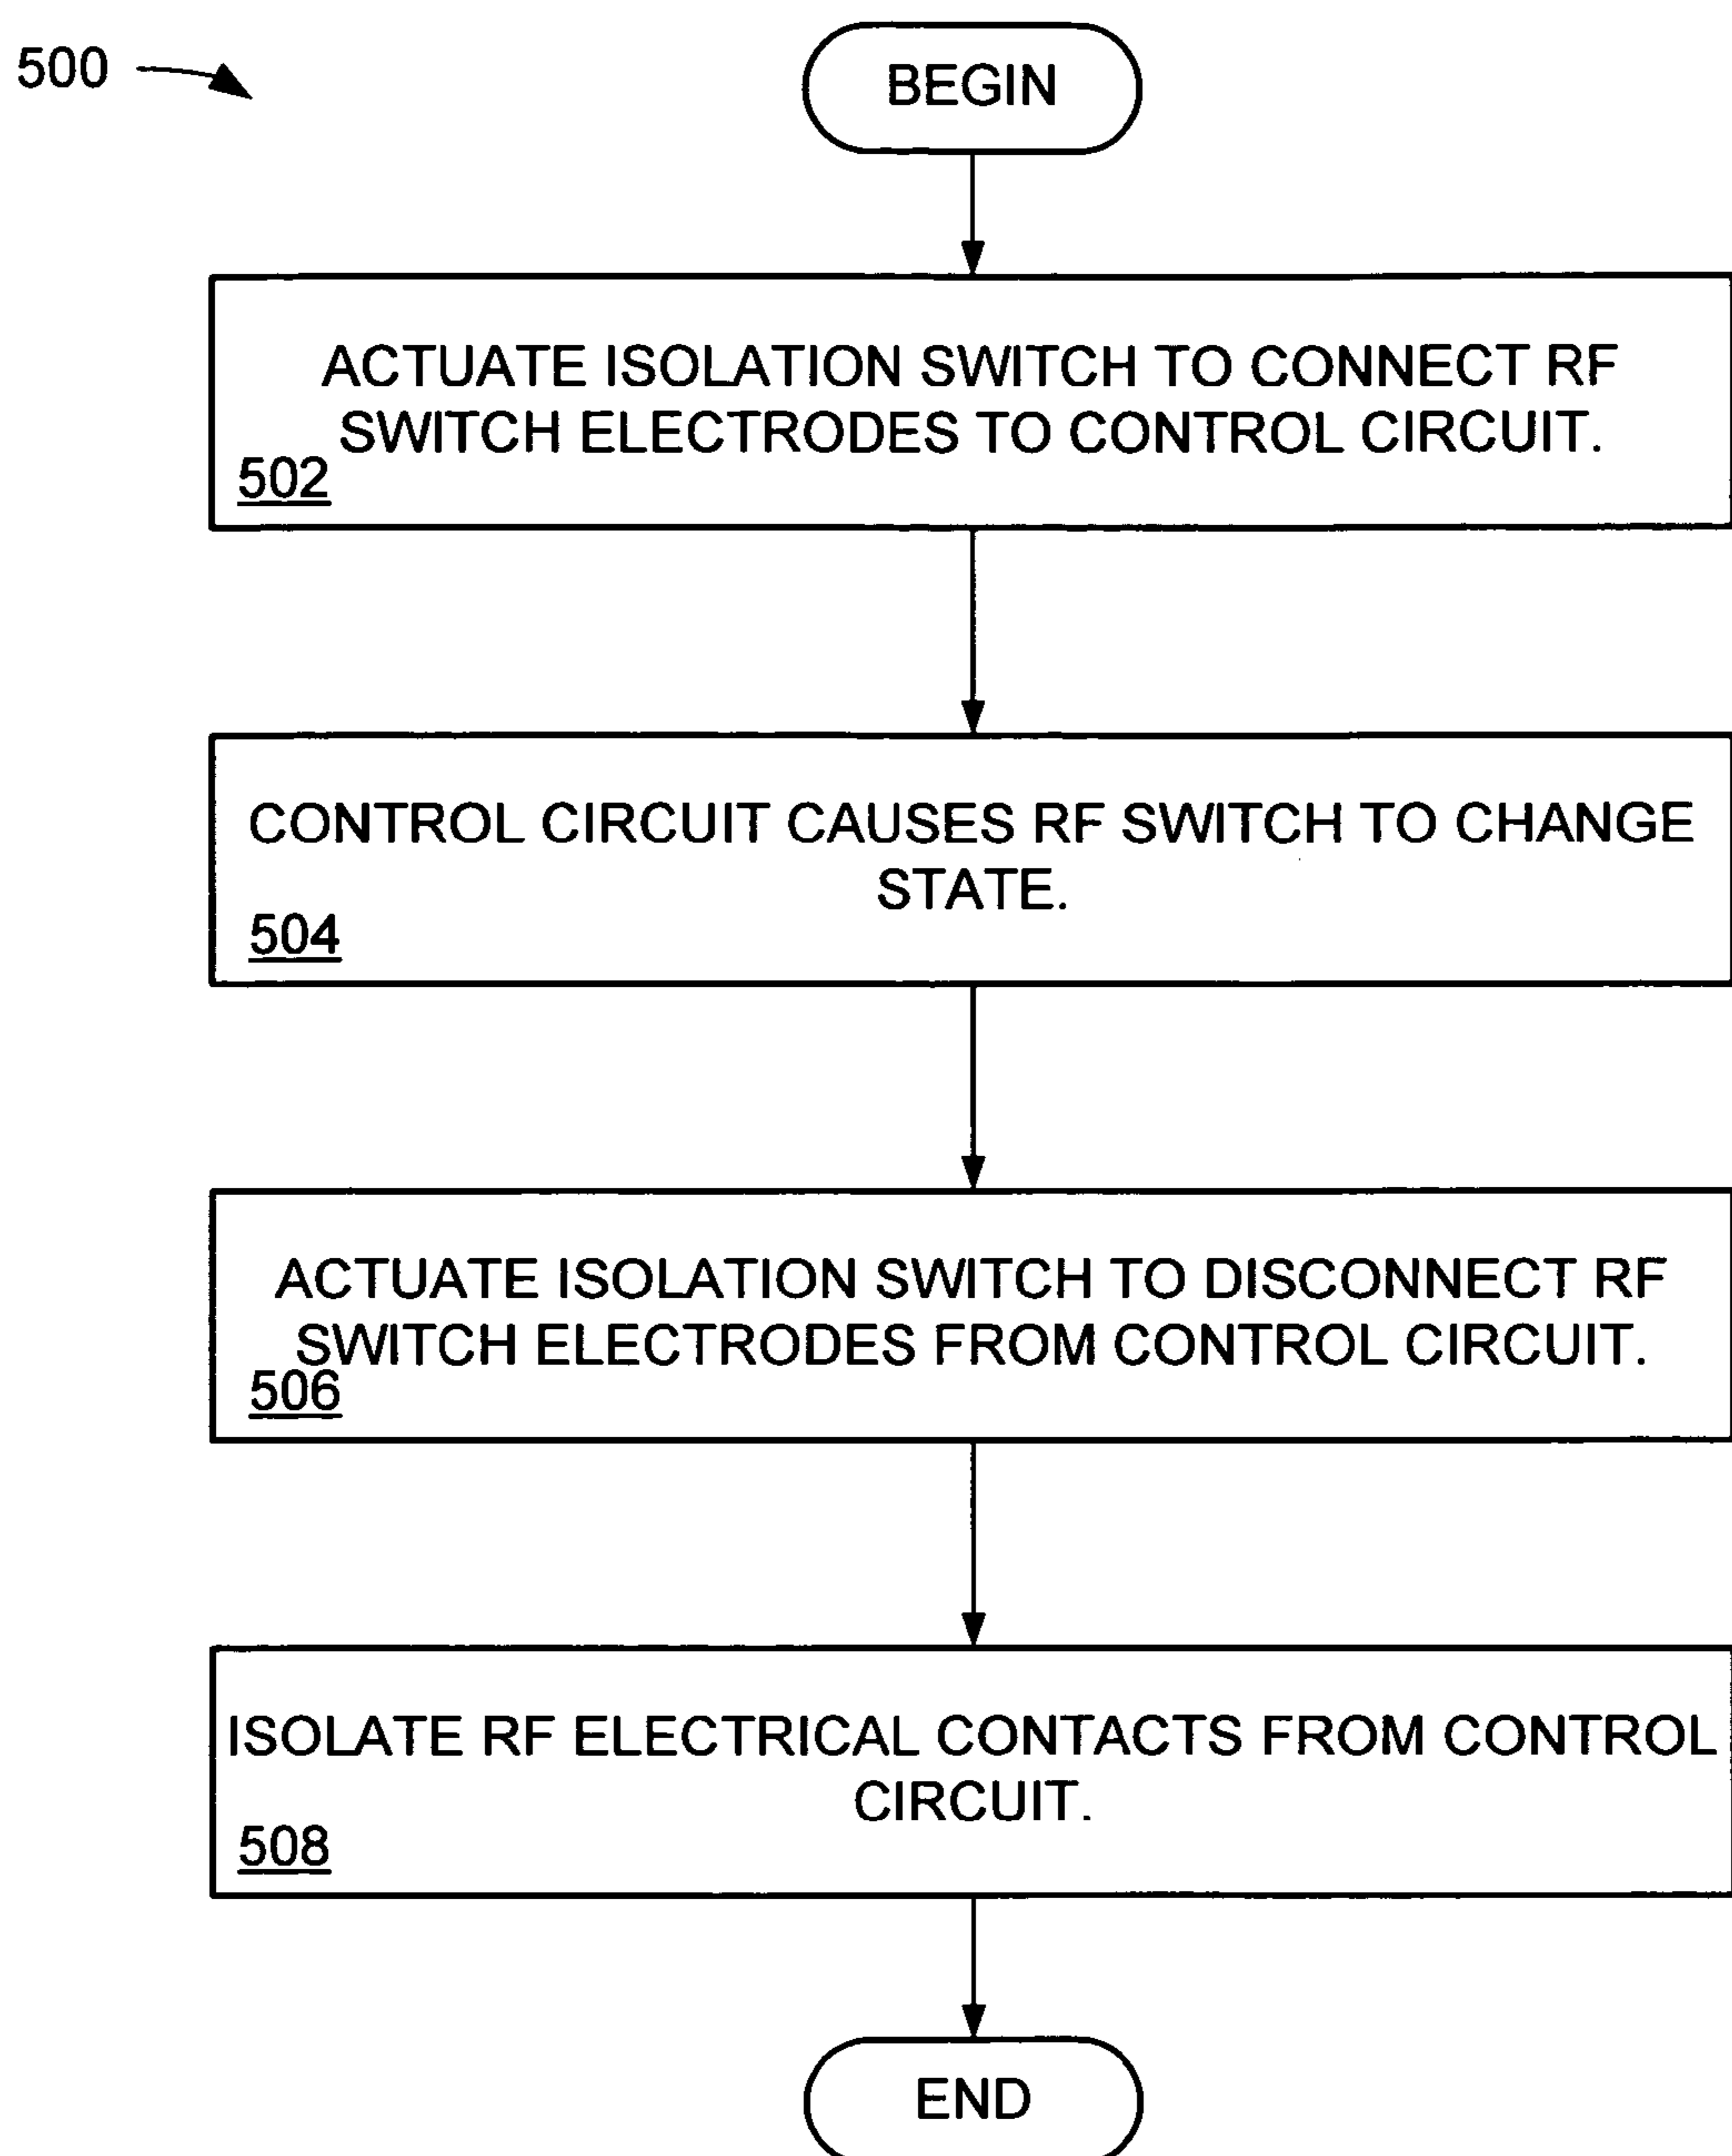 500
BEGIN
ACTUATE ISOLATION SWITCH TO CONNECT RF
SWITCH ELECTRODES TO CONTROL CIRCUIT.
502
CONTROL CIRCUIT CAUSES RF SWITCH TO CHANGE
STATE.
504
ACTUATE ISOLATION SWITCH TO DISCONNECT RF
SWITCH ELECTRODES FROM CONTROL CIRCUIT.
506
ISOLATE RF ELECTRICAL CONTACTS FROM CONTROL
CIRCUIT.
508
END